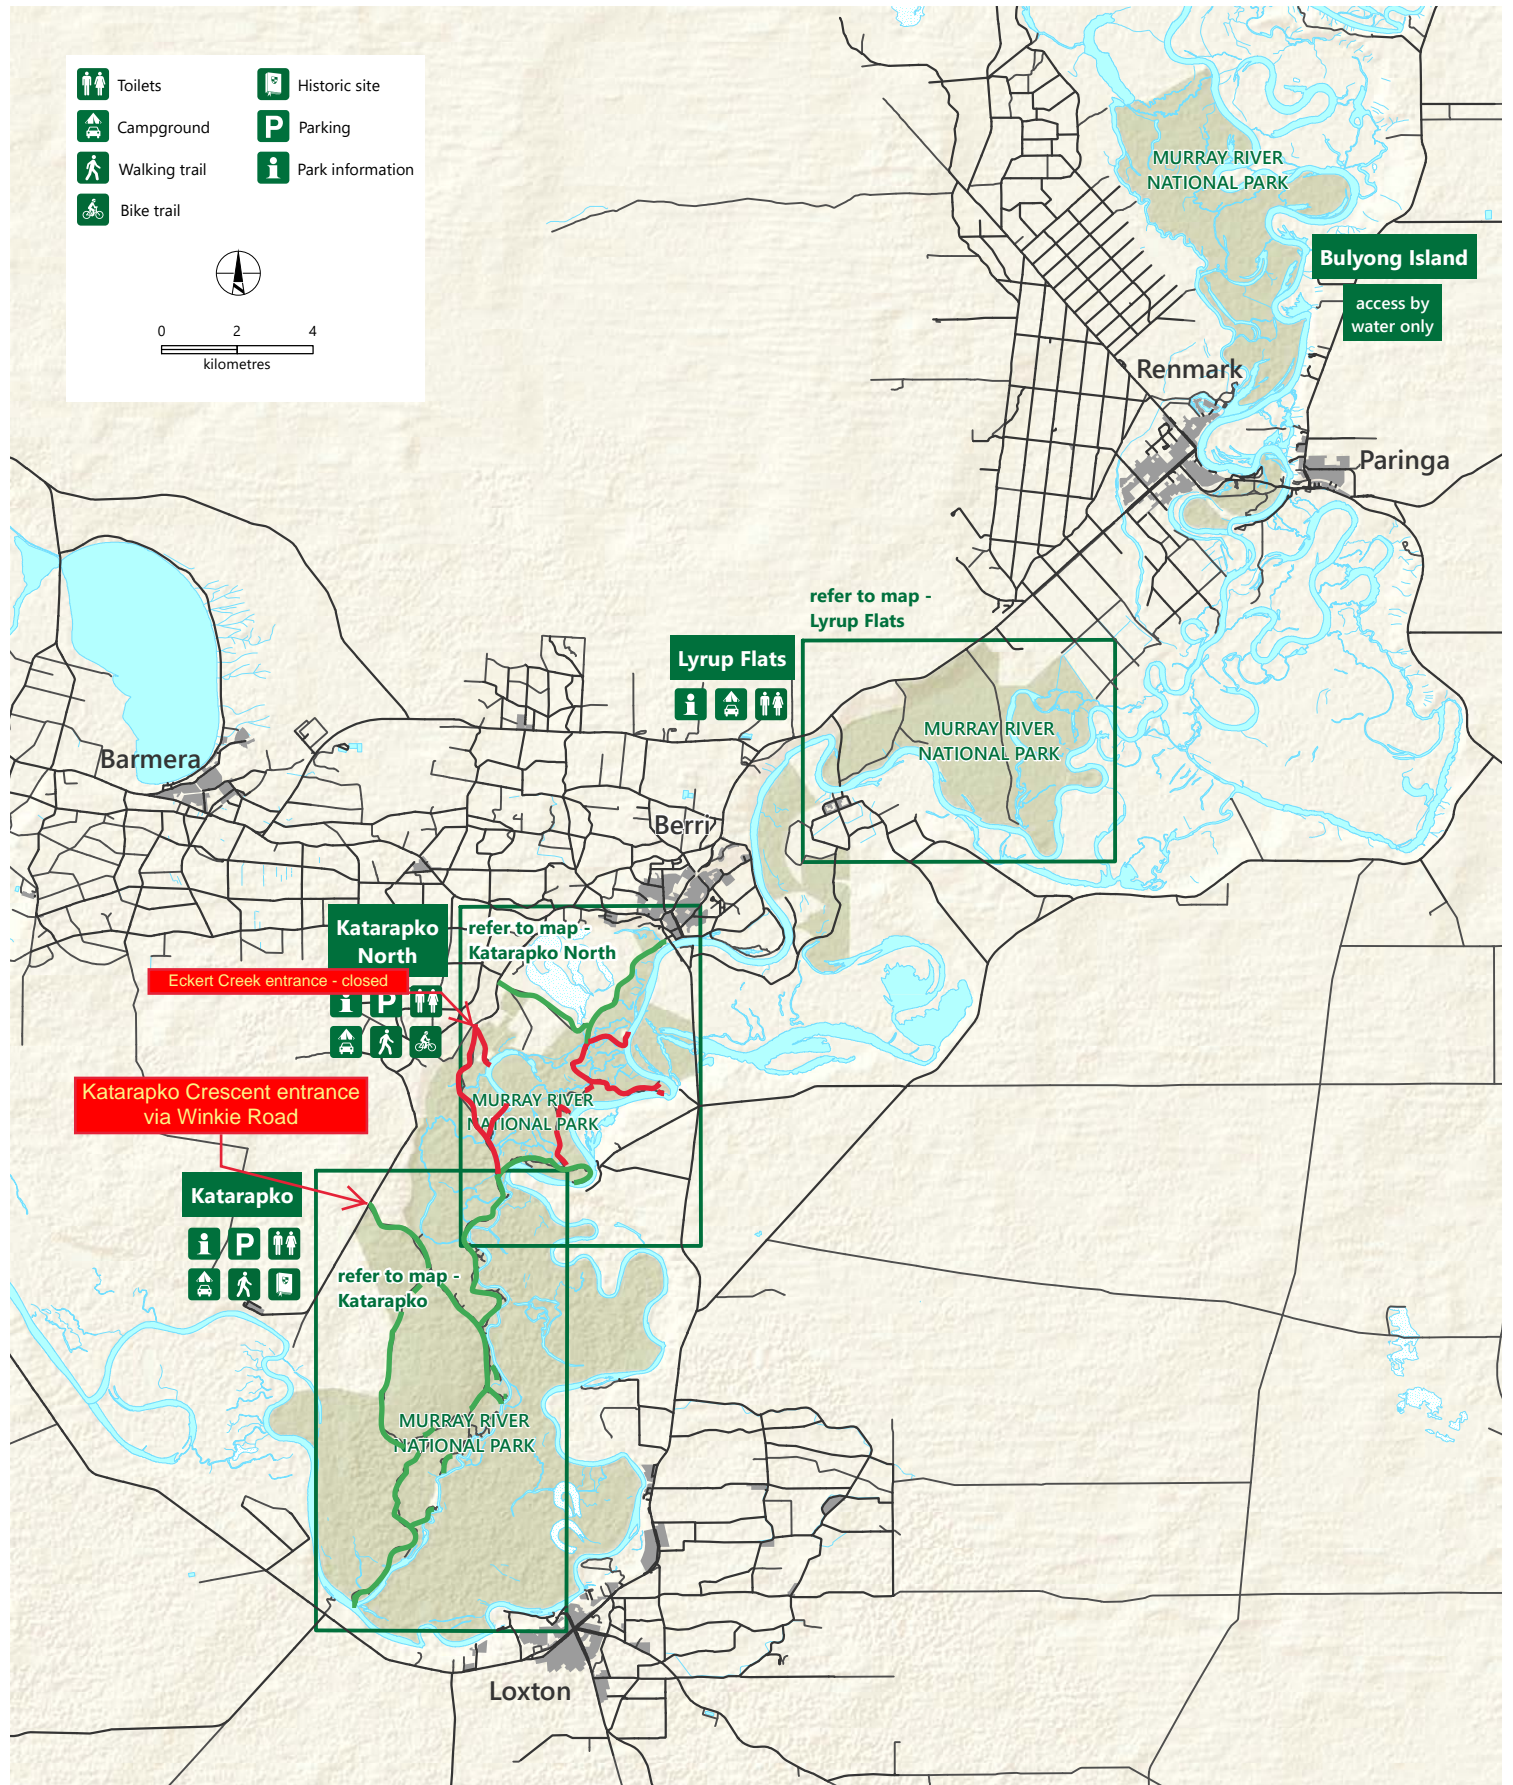 Toilets
Historic site
Campground
P
Parking
Walking trail
Park information
Bike trail
0 2 4
kilometres
MURRAY RIVER
NATIONAL PARK
Bulyong Island
access by
water only
Renmark
Paringa
refer to map -
Lyrup Flats
Lyrup Flats
MURRAY RIVER
NATIONAL PARK
Barmera
Berri
Katarapko
North
refer to map -
Katarapko North
Eckert Creek entrance - closed
P
Katarapko Crescent entrance
via Winkie Road
MURRAY RIVER
NATIONAL PARK
Katarapko
P
refer to map -
Katarapko
MURRAY RIVER
NATIONAL PARK
Loxton